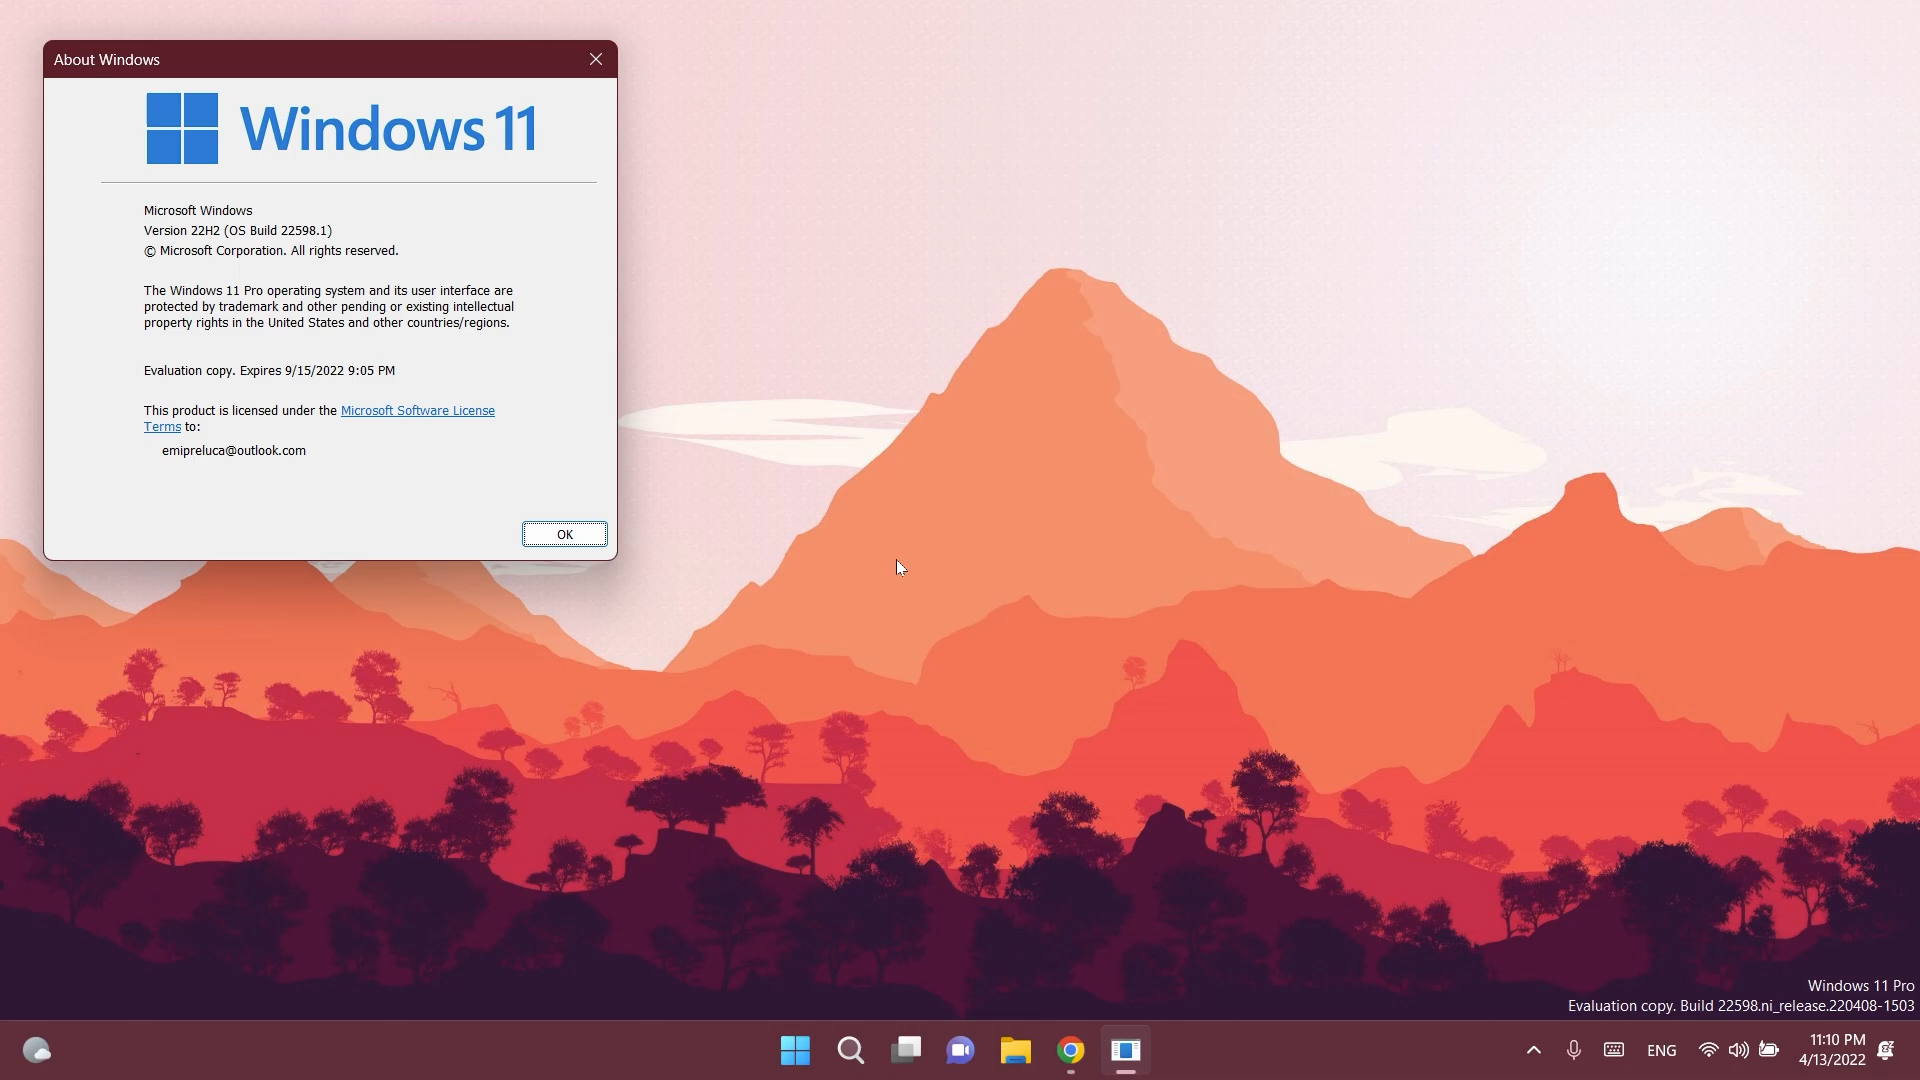 About Windows
Windows 11
Microsoft Windows
Version 22H2 (OS Build 22598.1)
© Microsoft Corporation. All rights reserved.
The Windows 11 Pro operating system and its user interface are
protected by trademark and other pending or existing intellectual
property rights in the United States and other countries/regions.
Evaluation copy. Expires 9/15/2022 9:05 PM
This product is licensed under the Microsoft Software License
Terms to:
emipreluca@outlook.com
OK
Windows 11 Pro
Evaluation copy. Build 22598.ni_release.220408-1503
ENG
11:10 PM
4/13/2022